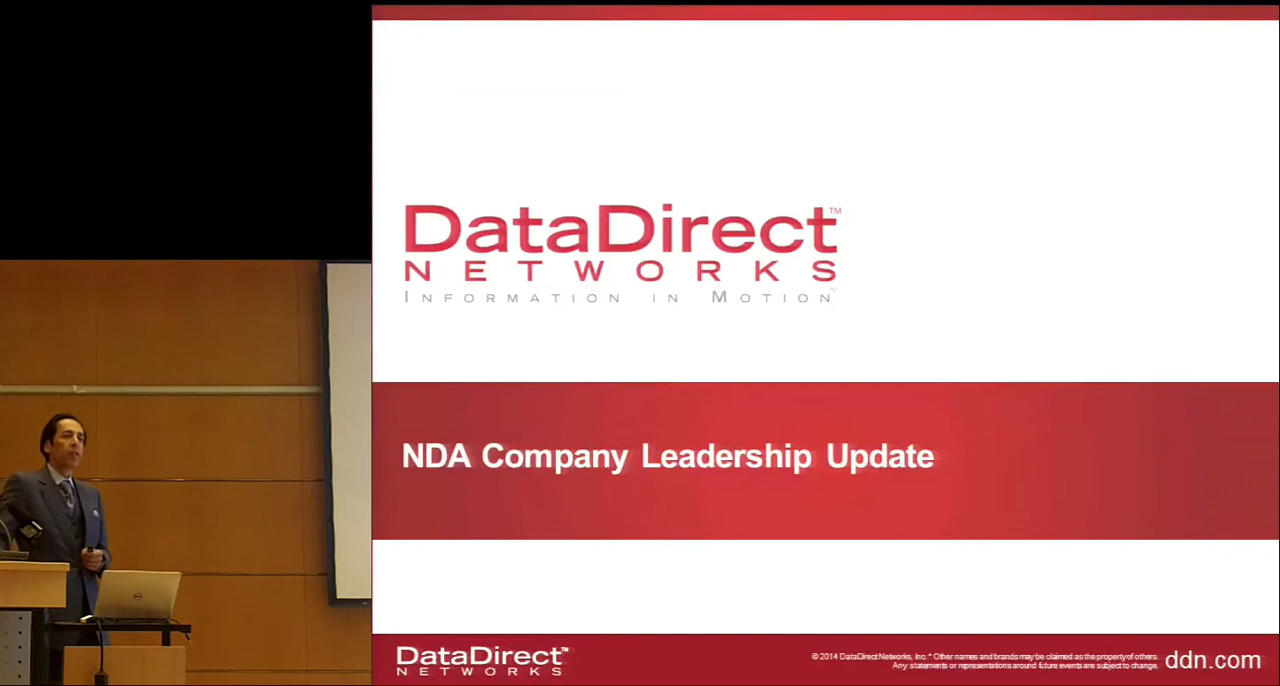 DataDirect™
NETWORKS
INFORMATION IN MOTION™
NDA Company Leadership Update
DataDirect™
NETWORKS
© 2014 DataDirect Networks, Inc. * Other names and brands may be claimed as the property of others.
Any statements or representations around future events are subject to change.
ddn.com